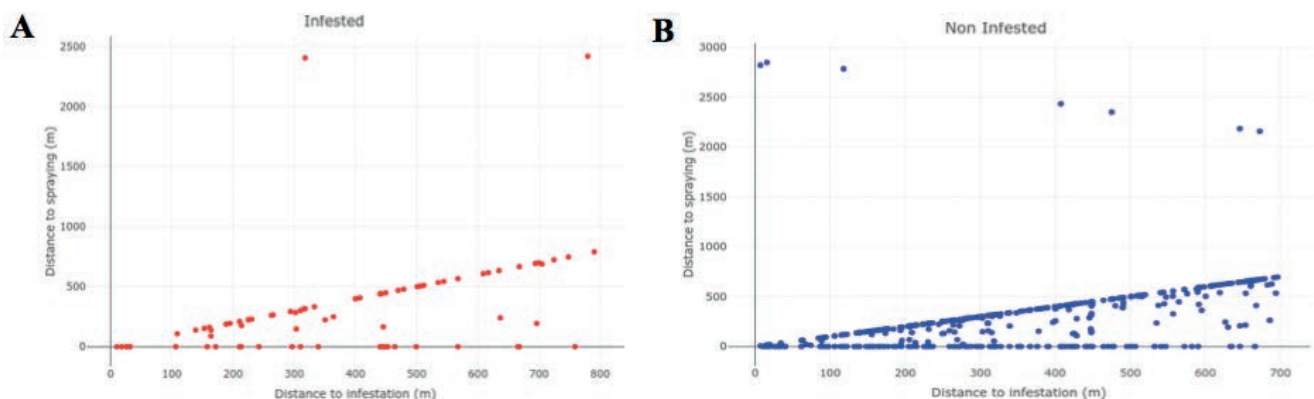 A
Infested
Distance to spraying (m)
2500
2000
1500
1000
500
0
0 100 200 300 400 500 600 700 800
Distance to infestation (m)
B
Non Infested
Distance to spraying (m)
3000
2500
2000
1500
1000
500
0
0 100 200 300 400 500 600 700
Distance to infestation (m)